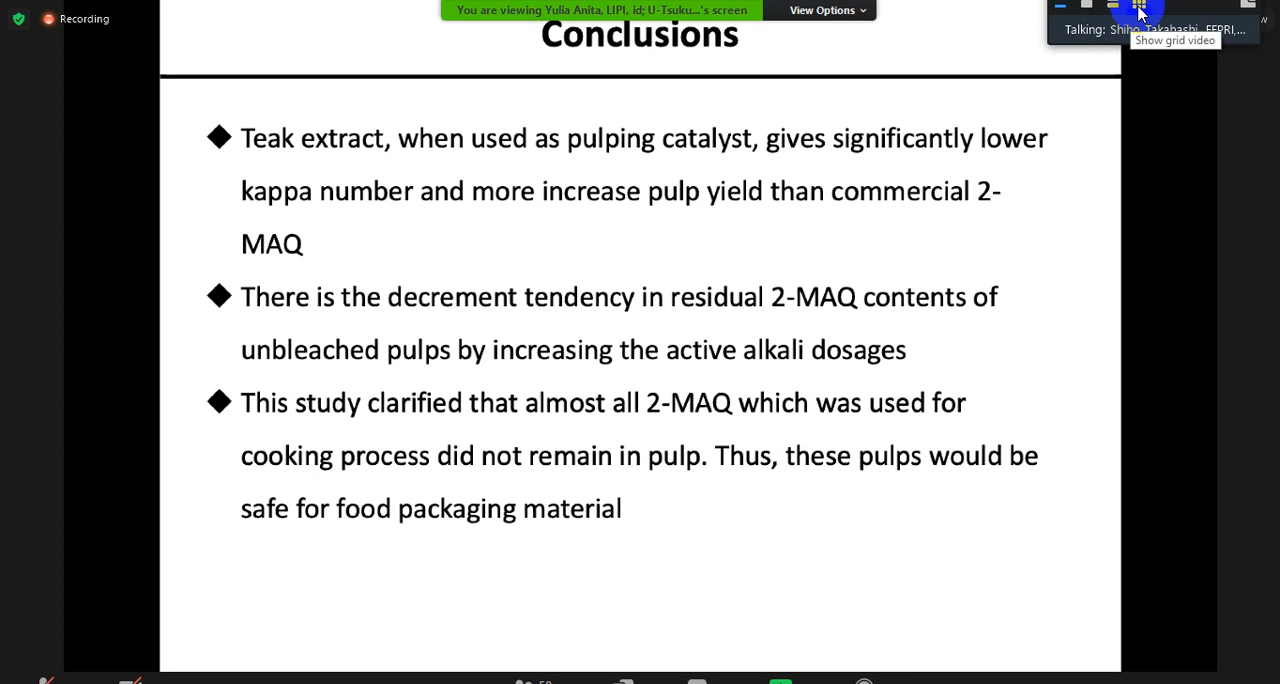 Recording
You are viewing Yulia Anita, LIPI, id; U-Tsuku...'s screen
View Options
Talking: Shiho Takahashi, FFPRI,...
Show grid video
Conclusions
Teak extract, when used as pulping catalyst, gives significantly lower
kappa number and more increase pulp yield than commercial 2-
MAQ
There is the decrement tendency in residual 2-MAQ contents of
unbleached pulps by increasing the active alkali dosages
This study clarified that almost all 2-MAQ which was used for
cooking process did not remain in pulp. Thus, these pulps would be
safe for food packaging material